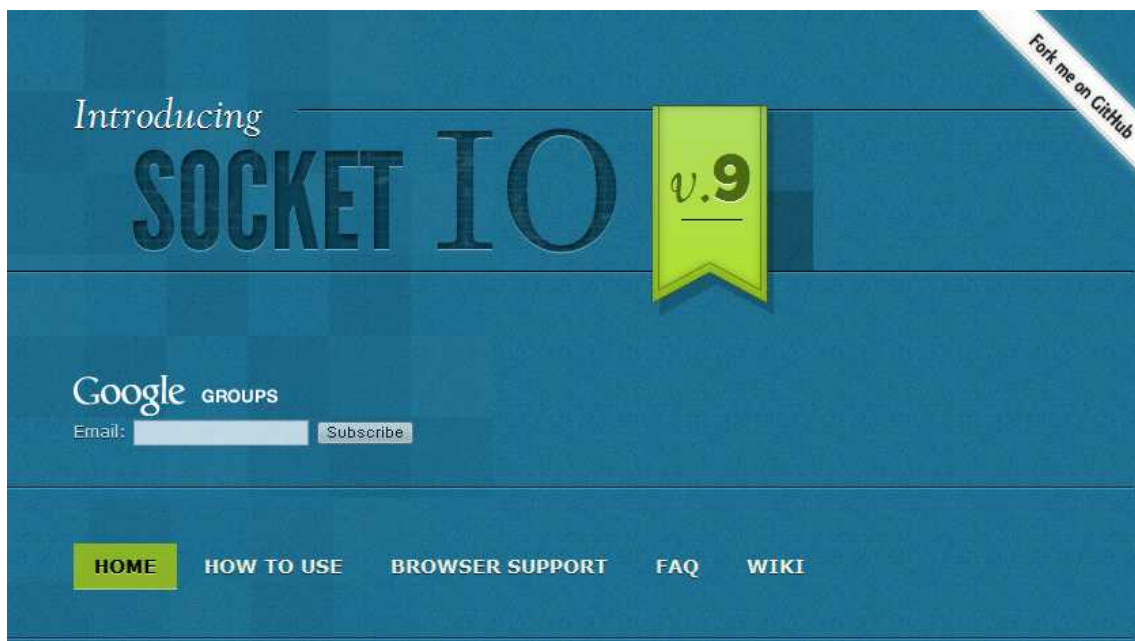 Fork me on GitHub
Introducing
SOCKET IO
v.9
Google GROUPS
Email: Subscribe
HOME HOW TO USE BROWSER SUPPORT FAQ WIKI